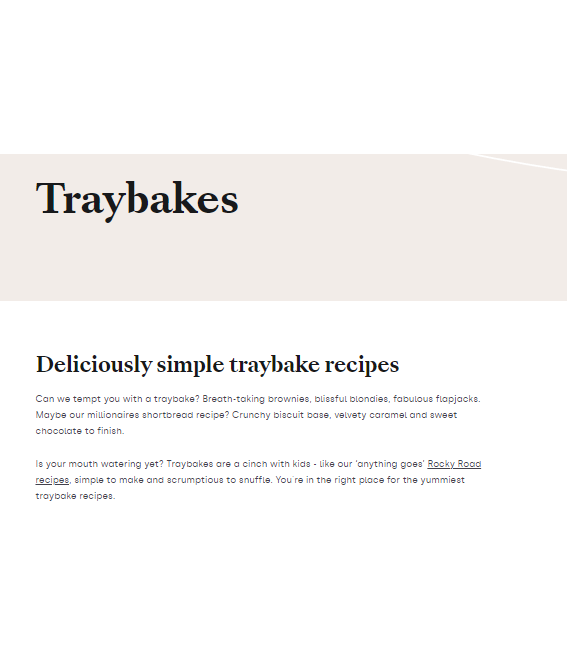 Traybakes
Deliciously simple traybake recipes
Can we tempt you with a traybake? Breath-taking brownies, blissful blondies, fabulous flapjacks.
Maybe our millionaires shortbread recipe? Crunchy biscuit base, velvety caramel and sweet
chocolate to finish.
Is your mouth watering yet? Traybakes are a cinch with kids - like our 'anything goes' Rocky Road
recipes, simple to make and scrumptious to snuffle. You're in the right place for the yummiest
traybake recipes.